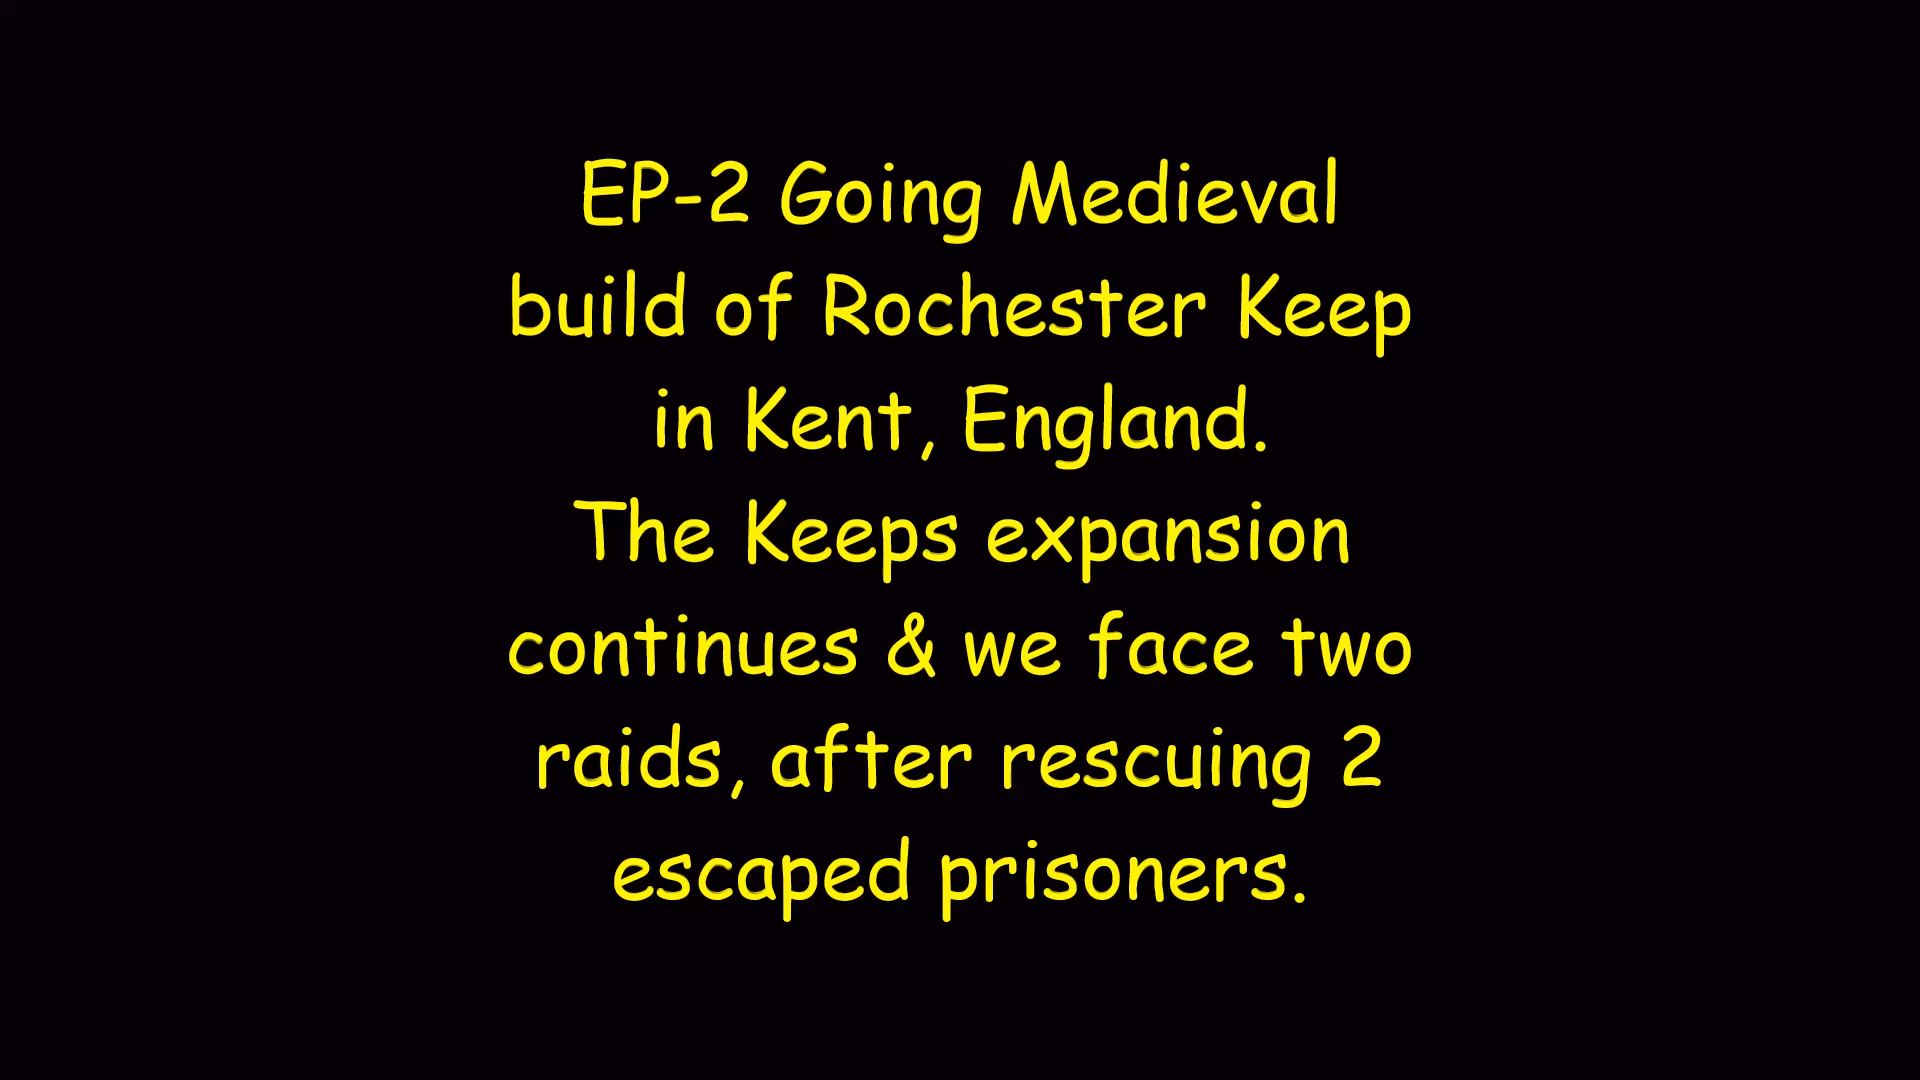 EP-2 Going Medieval
build of Rochester Keep
in Kent, England.
The Keeps expansion
continues & we face two
raids, after rescuing 2
escaped prisoners.